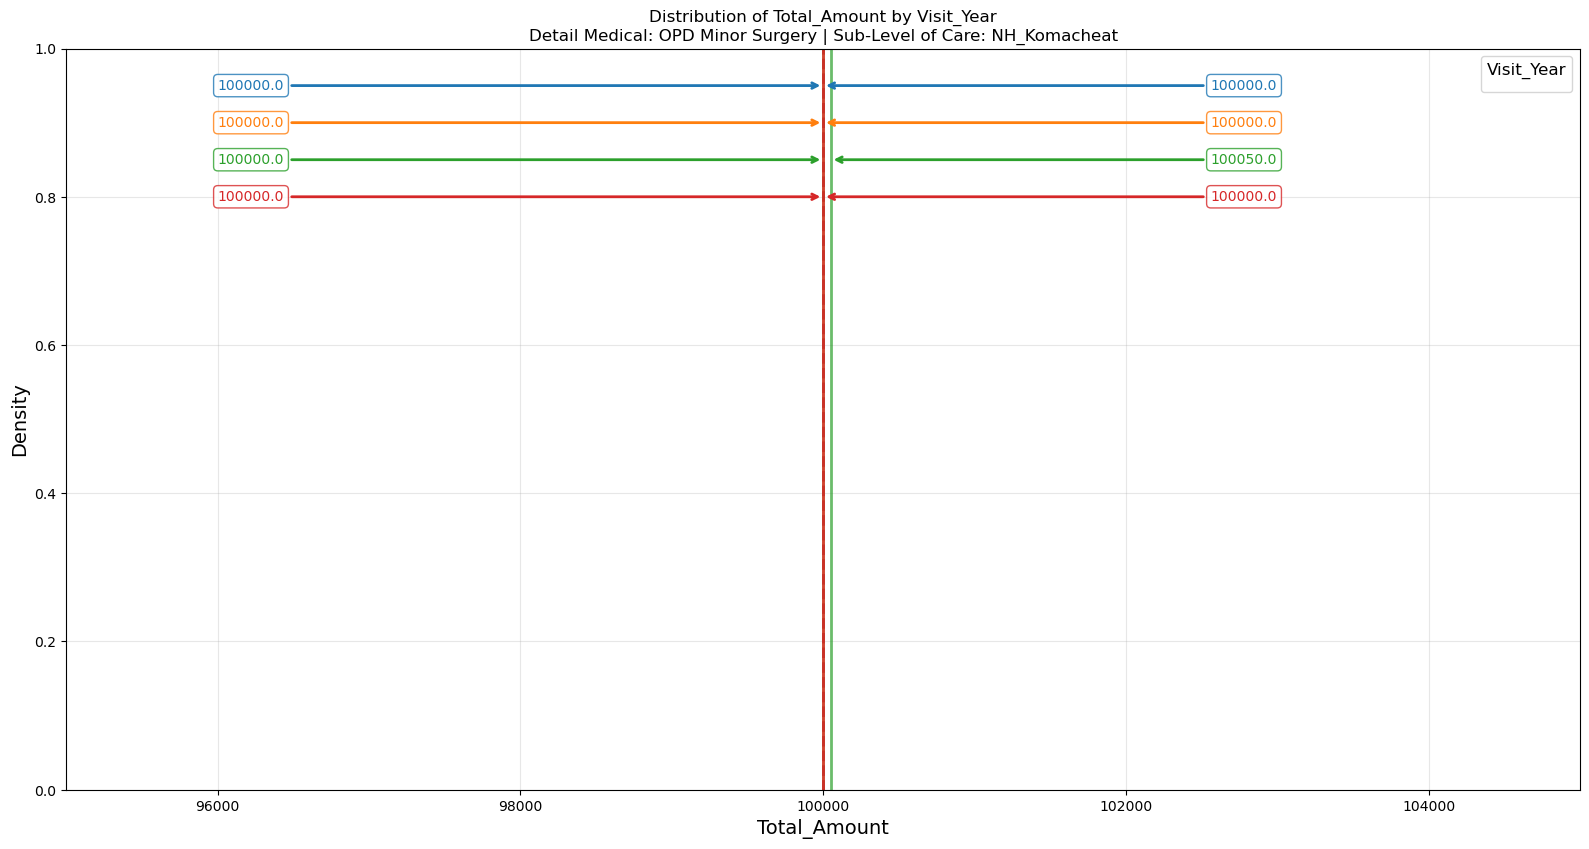 Distribution of Total_Amount by Visit_Year
Detail Medical: OPD Minor Surgery | Sub-Level of Care: NH_Komacheat
Visit_Year
100000.0 100000.0
100000.0 100000.0
100000.0 100050.0
100000.0 100000.0
1.0
0.8
0.6
0.4
0.2
0.0
Density
96000 98000 100000 102000 104000
Total_Amount